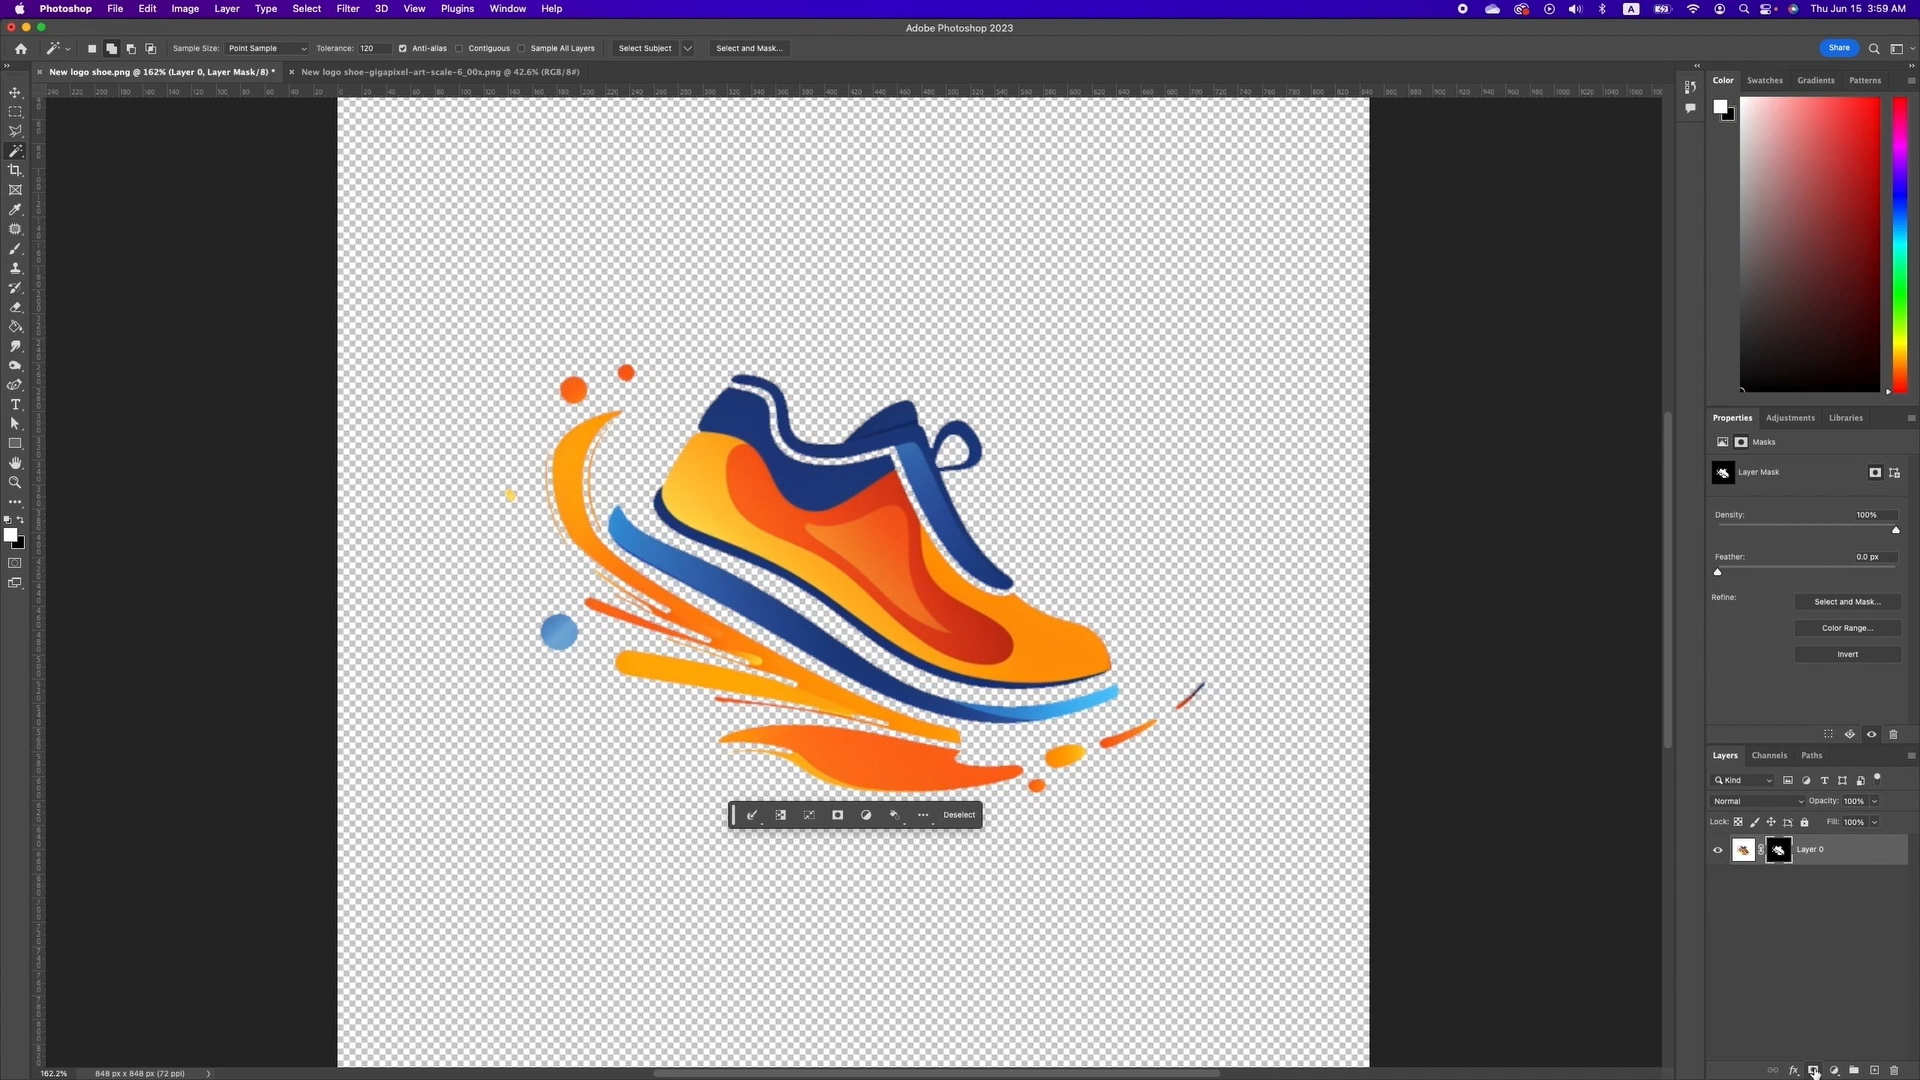 Photoshop File Edit Image Layer Type Select Filter 3D View Plugins Window Help
A Thu Jun 15 3:59 AM
Adobe Photoshop 2023
Sample Size: Point Sample Tolerance: 120 Anti-alias Contiguous Sample All Layers Select Subject Select and Mask... Share
New logo shoe.png @ 162% (Layer 0, Layer Mask/8) * New logo shoe-gigapixel-art-scale-6_00x.png @ 42.6% (RGB/8#)
Color Swatches Gradients Patterns
Properties Adjustments Libraries
Masks
Layer Mask
Density: 100%
Feather: 0.0 px
Refine: Select and Mask...
Color Range...
Invert
Layers Channels Paths
Kind
Normal Opacity: 100%
Lock: Fill: 100%
Layer 0
Deselect
fx
162.2% 848 px x 848 px (72 ppi)